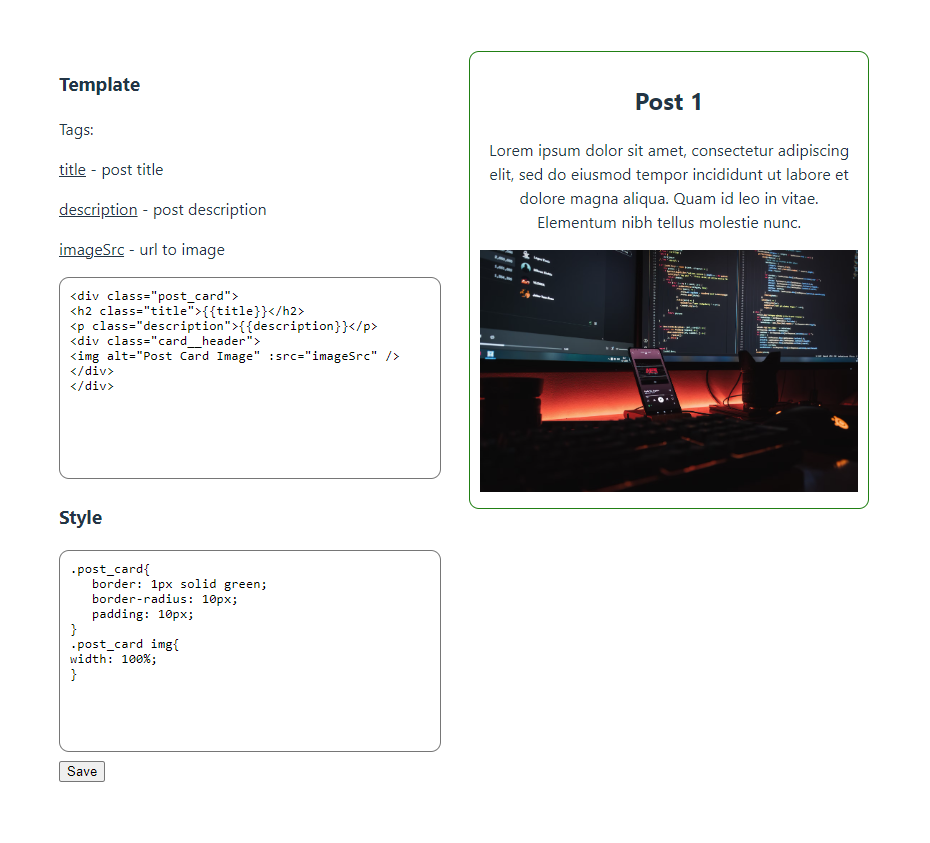 Template
Tags:
title - post title
description - post description
imageSrc - url to image
<div class="post_card">
<h2 class="title">{{title}}</h2>
<p class="description">{{description}}</p>
<div class="card__header">
<img alt="Post Card Image" :src="imageSrc" />
</div>
</div>
Style
.post_card{
   border: 1px solid green;
   border-radius: 10px;
   padding: 10px;
}
.post_card img{
width: 100%;
}
Save
Post 1
Lorem ipsum dolor sit amet, consectetur adipiscing
elit, sed do eiusmod tempor incididunt ut labore et
dolore magna aliqua. Quam id leo in vitae.
Elementum nibh tellus molestie nunc.